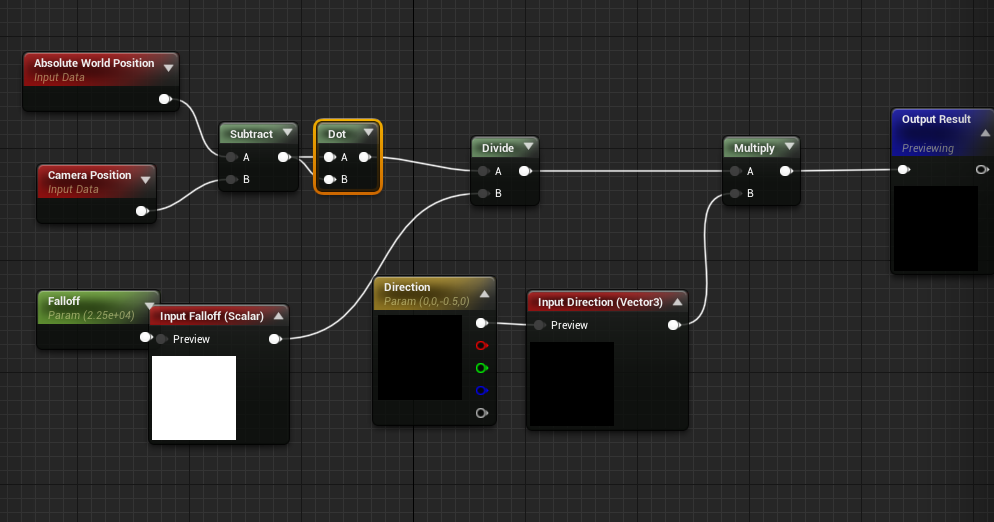 Absolute World Position
Input Data
Camera Position
Input Data
Subtract
A
B
Dot
A
B
Divide
A
B
Multiply
A
B
Output Result
Previewing
Falloff
Param (2.25e+04)
Input Falloff (Scalar)
Preview
Direction
Param (0,0,-0.5,0)
Input Direction (Vector3)
Preview